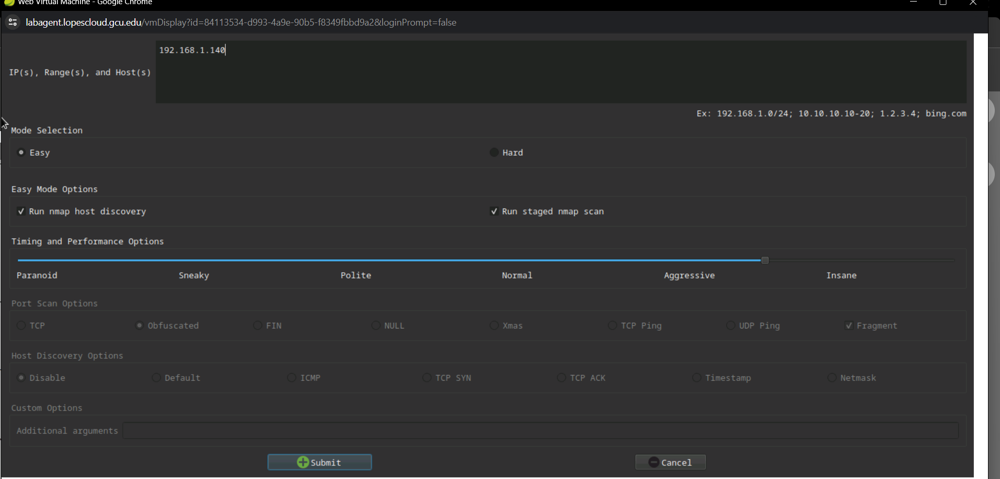 Web Virtual Machine - Google Chrome
labagent.lopescloud.gcu.edu/vmDisplay?id=84113534-d993-4a9e-90b5-f8349fbbd9a2&loginPrompt=false
192.168.1.140
IP(s), Range(s), and Host(s)
Ex: 192.168.1.0/24; 10.10.10.10-20; 1.2.3.4; bing.com
Mode Selection
Easy Hard
Easy Mode Options
Run nmap host discovery Run staged nmap scan
Timing and Performance Options
Paranoid Sneaky Polite Normal Aggressive Insane
Port Scan Options
TCP Obfuscated FIN NULL Xmas TCP Ping UDP Ping Fragment
Host Discovery Options
Disable Default ICMP TCP SYN TCP ACK Timestamp Netmask
Custom Options
Additional arguments
Submit Cancel